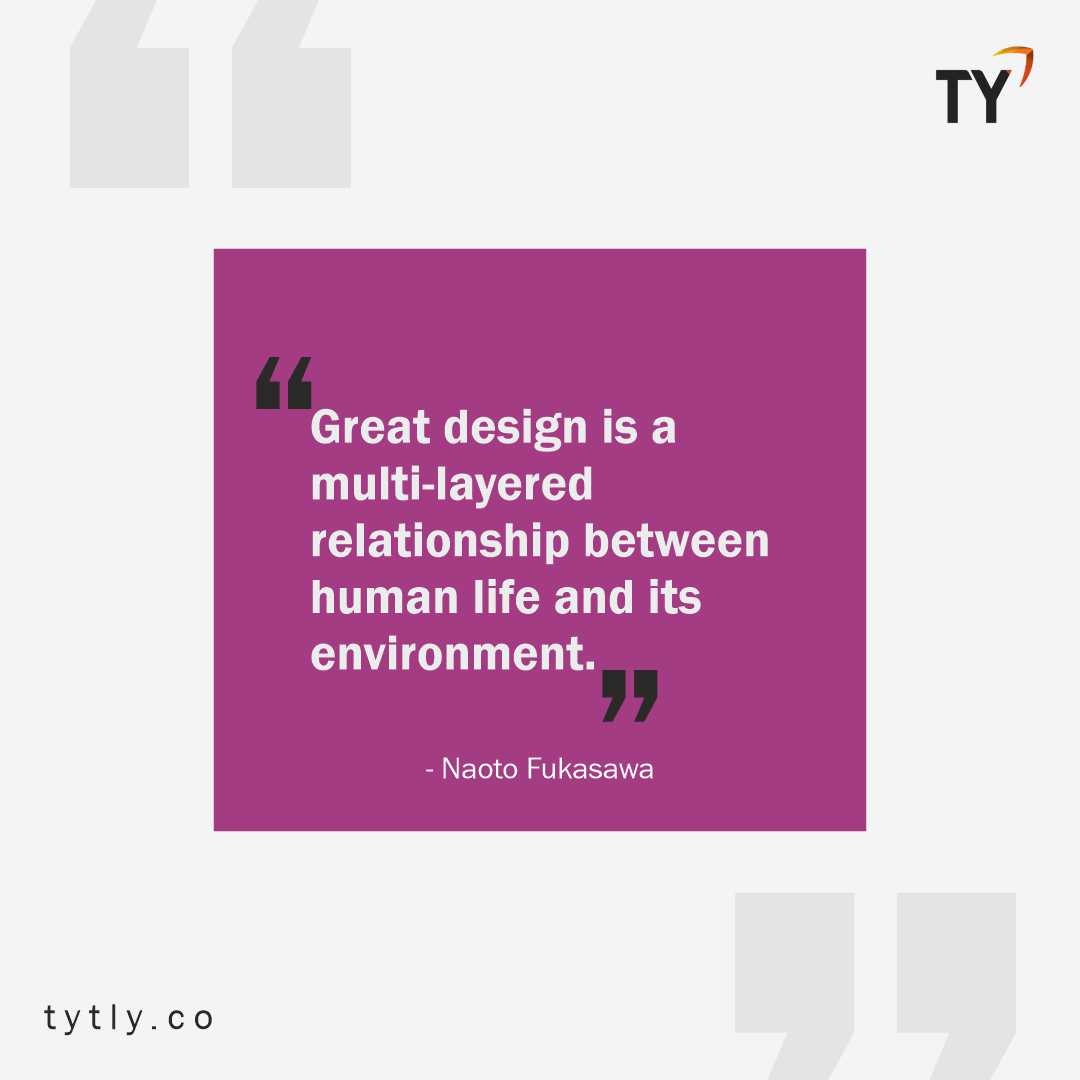 TY
“Great design is a
multi-layered
relationship between
human life and its
environment.”
- Naoto Fukasawa
tytly.co